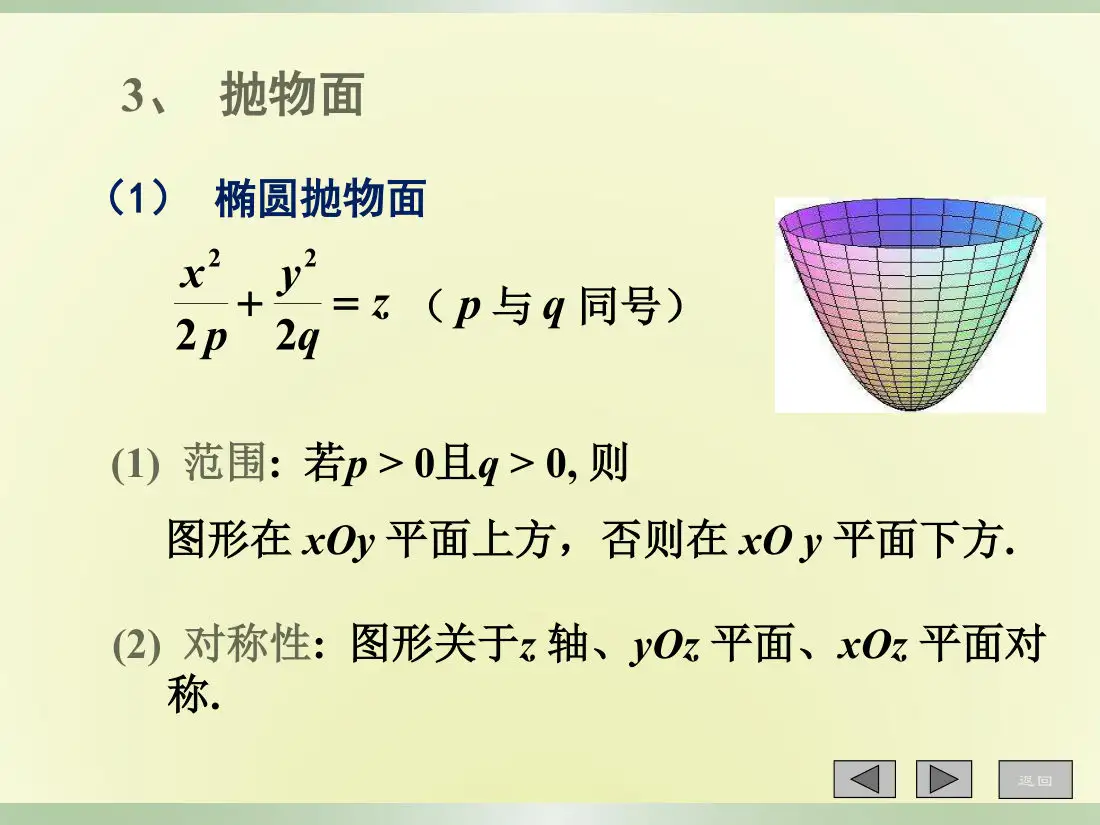 3、 抛物面
（1） 椭圆抛物面
x²/2p + y²/2q = z （ p 与 q 同号）
(1) 范围: 若p > 0且q > 0, 则
图形在 xOy 平面上方，否则在 xO y 平面下方.
(2) 对称性: 图形关于z 轴、yOz 平面、xOz 平面对
称.
返回